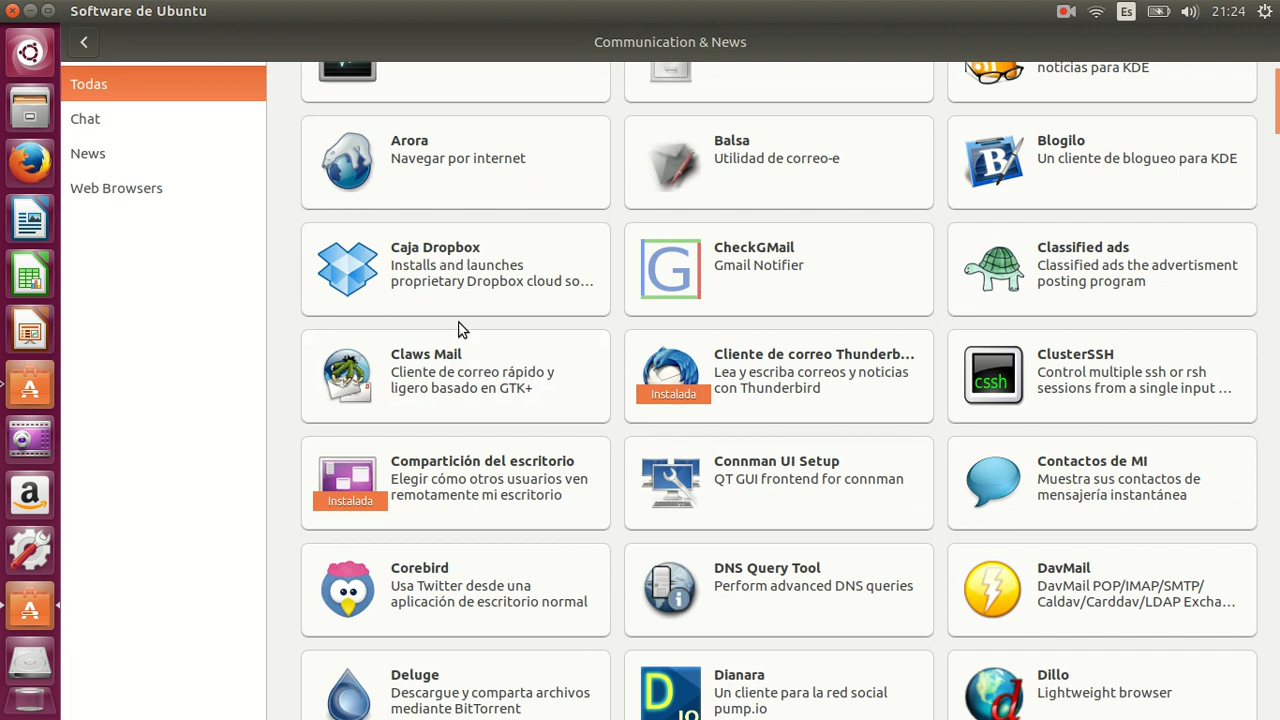 Software de Ubuntu
Es
21:24
Communication & News
Todas
Chat
News
Web Browsers
noticias para KDE
Arora
Navegar por internet
Balsa
Utilidad de correo-e
Blogilo
Un cliente de blogueo para KDE
Caja Dropbox
Installs and launches
proprietary Dropbox cloud so...
CheckGMail
Gmail Notifier
G
Classified ads
Classified ads the advertisment
posting program
Claws Mail
Cliente de correo rápido y
ligero basado en GTK+
Cliente de correo Thunderb...
Lea y escriba correos y noticias
con Thunderbird
Instalada
ClusterSSH
Control multiple ssh or rsh
sessions from a single input ...
cssh
Compartición del escritorio
Elegir cómo otros usuarios ven
remotamente mi escritorio
Instalada
Connman UI Setup
QT GUI frontend for connman
Contactos de MI
Muestra sus contactos de
mensajería instantánea
Corebird
Usa Twitter desde una
aplicación de escritorio normal
DNS Query Tool
Perform advanced DNS queries
DavMail
DavMail POP/IMAP/SMTP/
Caldav/Carddav/LDAP Excha...
Deluge
Descargue y comparta archivos
mediante BitTorrent
Dianara
Un cliente para la red social
pump.io
D
IO
Dillo
Lightweight browser